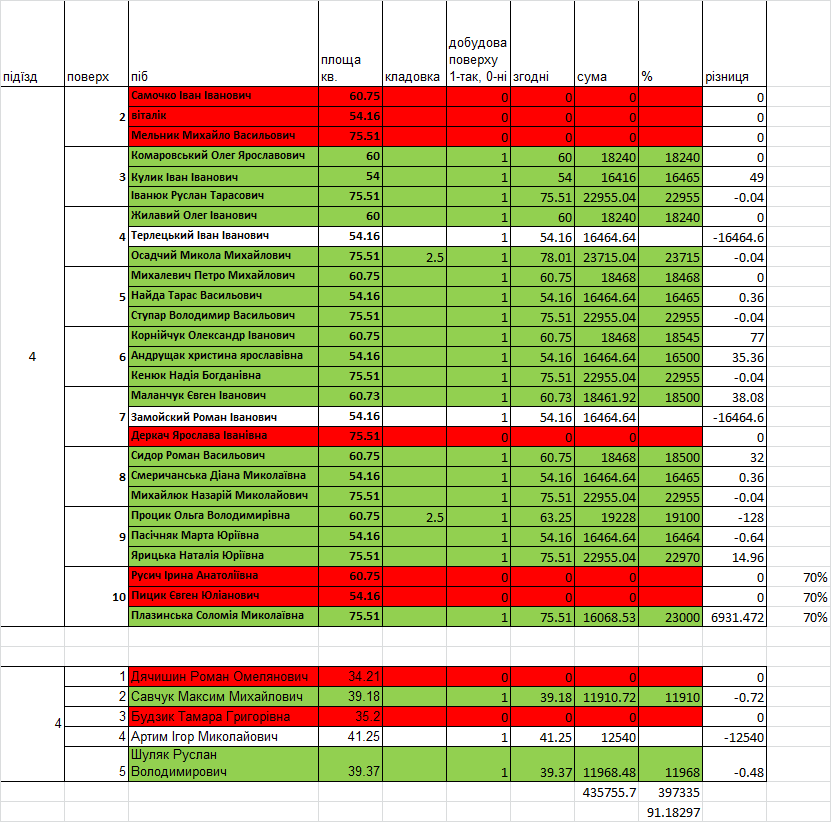 підїзд поверх піб площа кв. кладовка добудова поверху 1-так, 0-ні згодні сума % різниця
Самочко Іван Іванович 60.75 0 0 0 0
2 віталік 54.16 0 0 0 0
Мельник Михайло Васильович 75.51 0 0 0 0
Комаровський Олег Ярославович 60 1 60 18240 18240 0
3 Кулик Іван Іванович 54 1 54 16416 16465 49
Іванюк Руслан Тарасович 75.51 1 75.51 22955.04 22955 -0.04
Жилавий Олег Іванович 60 1 60 18240 18240 0
4 Терлецький Іван Іванович 54.16 1 54.16 16464.64 -16464.6
Осадчий Микола Михайлович 75.51 2.5 1 78.01 23715.04 23715 -0.04
Михалевич Петро Михайлович 60.75 1 60.75 18468 18468 0
5 Найда Тарас Васильович 54.16 1 54.16 16464.64 16465 0.36
Ступар Володимир Васильович 75.51 1 75.51 22955.04 22955 -0.04
Корнійчук Олександр Іванович 60.75 1 60.75 18468 18545 77
4 6 Андрущак христина ярославівна 54.16 1 54.16 16464.64 16500 35.36
Кенюк Надія Богданівна 75.51 1 75.51 22955.04 22955 -0.04
Маланчук Євген Іванович 60.73 1 60.73 18461.92 18500 38.08
7 Замойский Роман Іванович 54.16 1 54.16 16464.64 -16464.6
Деркач Ярослава Іванівна 75.51 0 0 0 0
Сидор Роман Васильович 60.75 1 60.75 18468 18500 32
8 Смеричанська Діана Миколаївна 54.16 1 54.16 16464.64 16465 0.36
Михайлюк Назарій Миколайович 75.51 1 75.51 22955.04 22955 -0.04
Процик Ольга Володимирівна 60.75 2.5 1 63.25 19228 19100 -128
9 Пасічняк Марта Юріївна 54.16 1 54.16 16464.64 16464 -0.64
Ярицька Наталія Юріївна 75.51 1 75.51 22955.04 22970 14.96
Русич Ірина Анатоліївна 60.75 0 0 0 0 70%
10 Пицик Євген Юліанович 54.16 0 0 0 0 70%
Плазинська Соломія Миколаївна 75.51 1 75.51 16068.53 23000 6931.472 70%
1 Дячишин Роман Омелянович 34.21 0 0 0 0
2 Савчук Максим Михайлович 39.18 1 39.18 11910.72 11910 -0.72
4 3 Будзик Тамара Григорівна 35.2 0 0 0 0
4 Артим Ігор Миколайович 41.25 1 41.25 12540 -12540
Шуляк Руслан
5 Володимирович 39.37 1 39.37 11968.48 11968 -0.48
435755.7 397335
91.18297